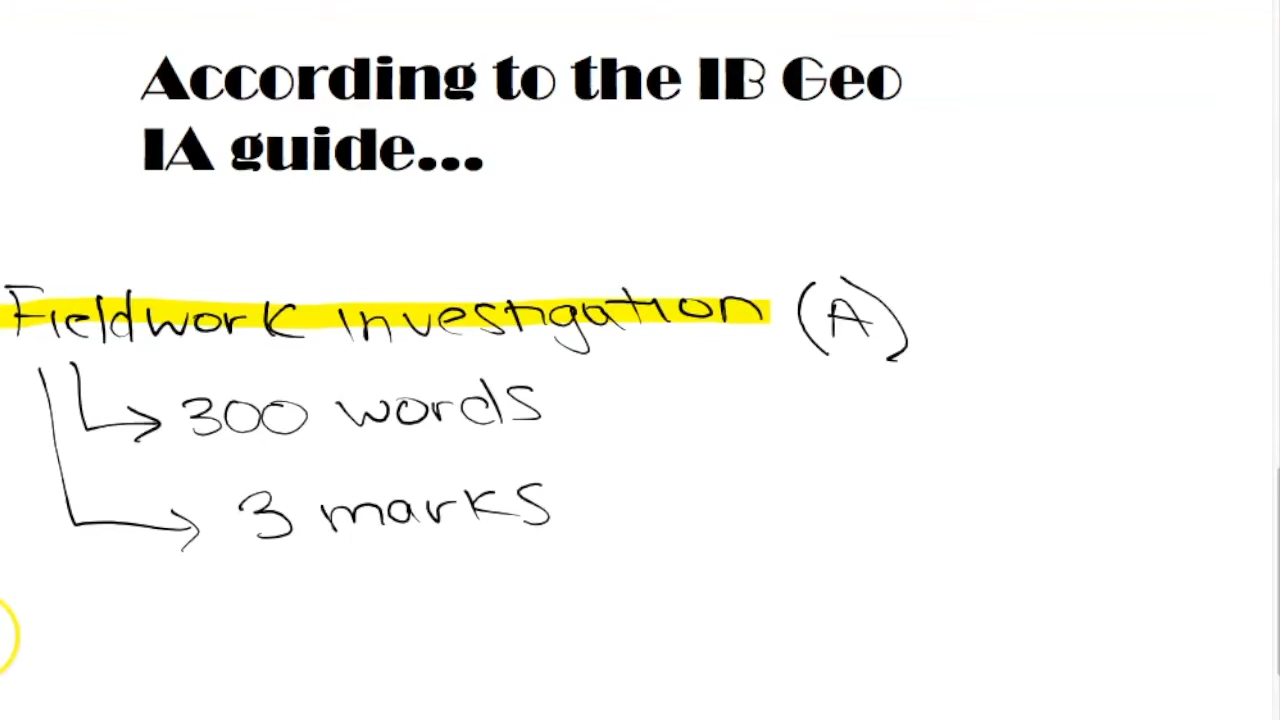 According to the IB Geo
IA guide...
Fieldwork investigation (A)
300 words
3 marks